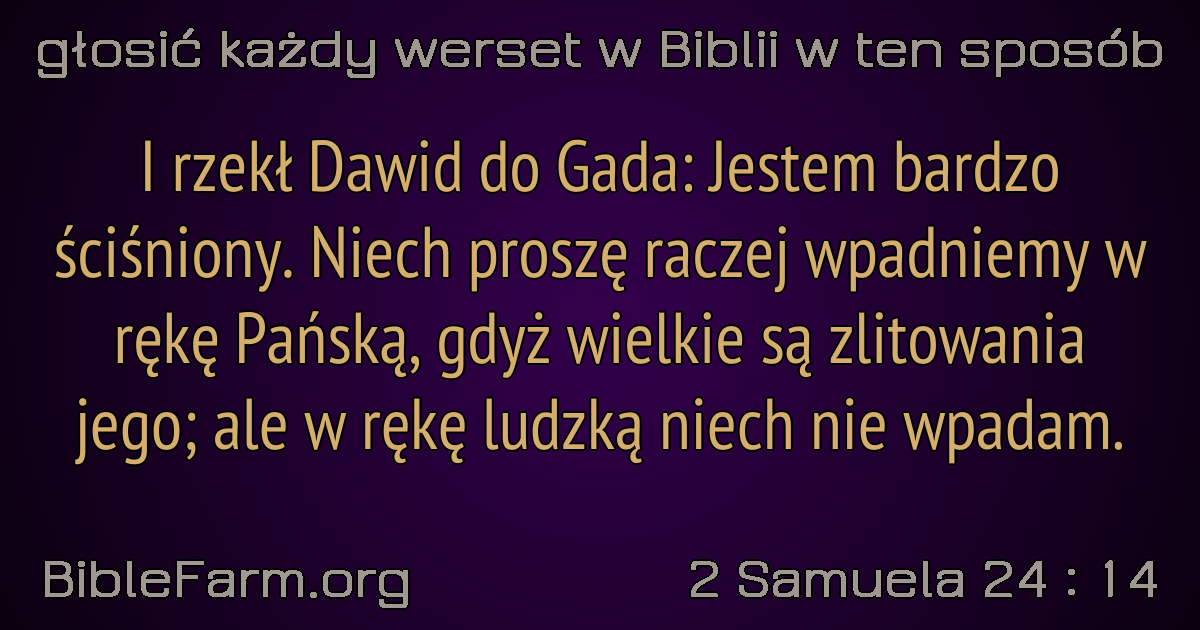 głosić każdy werset w Biblii w ten sposób
I rzekł Dawid do Gada: Jestem bardzo
ściśniony. Niech proszę raczej wpadniemy w
rękę Pańską, gdyż wielkie są zlitowania
jego; ale w rękę ludzką niech nie wpadam.
BibleFarm.org
2 Samuela 24 : 14